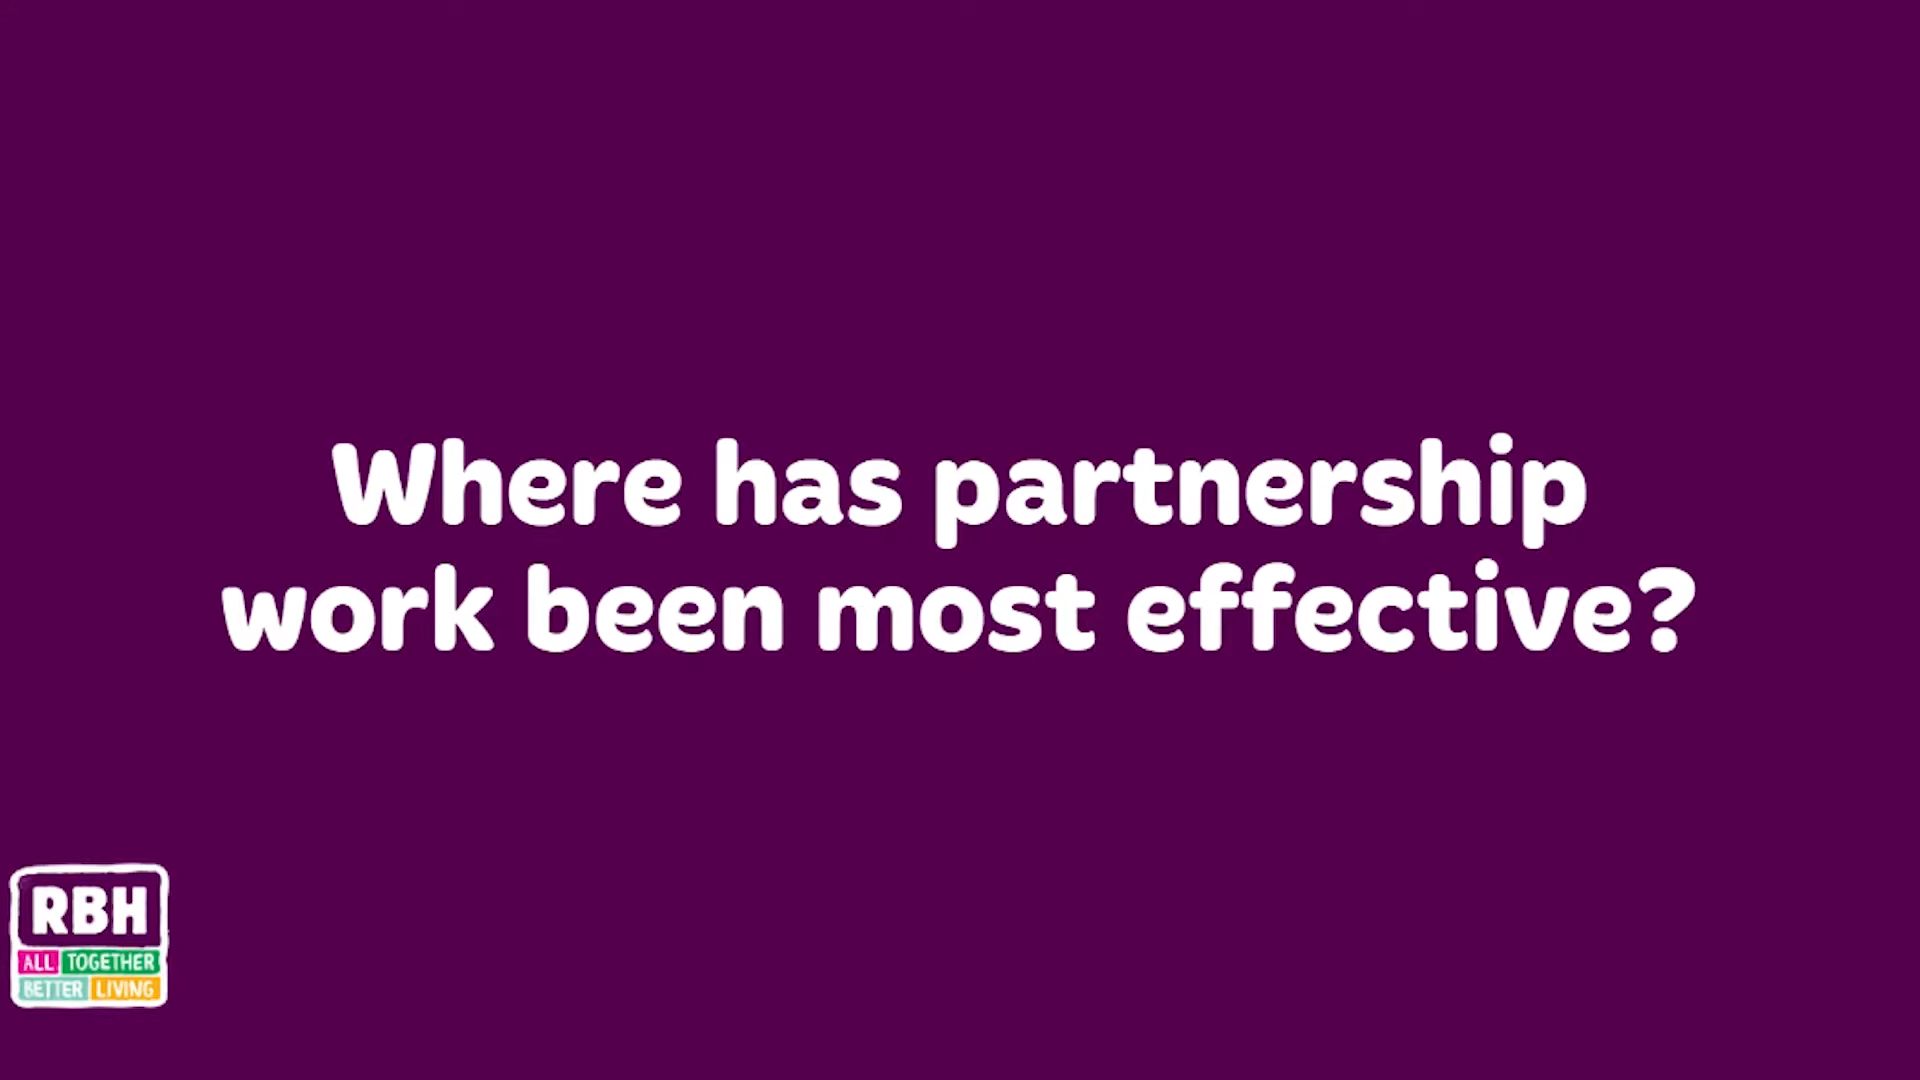 Where has partnership
work been most effective?
RBH
ALL TOGETHER
BETTER LIVING